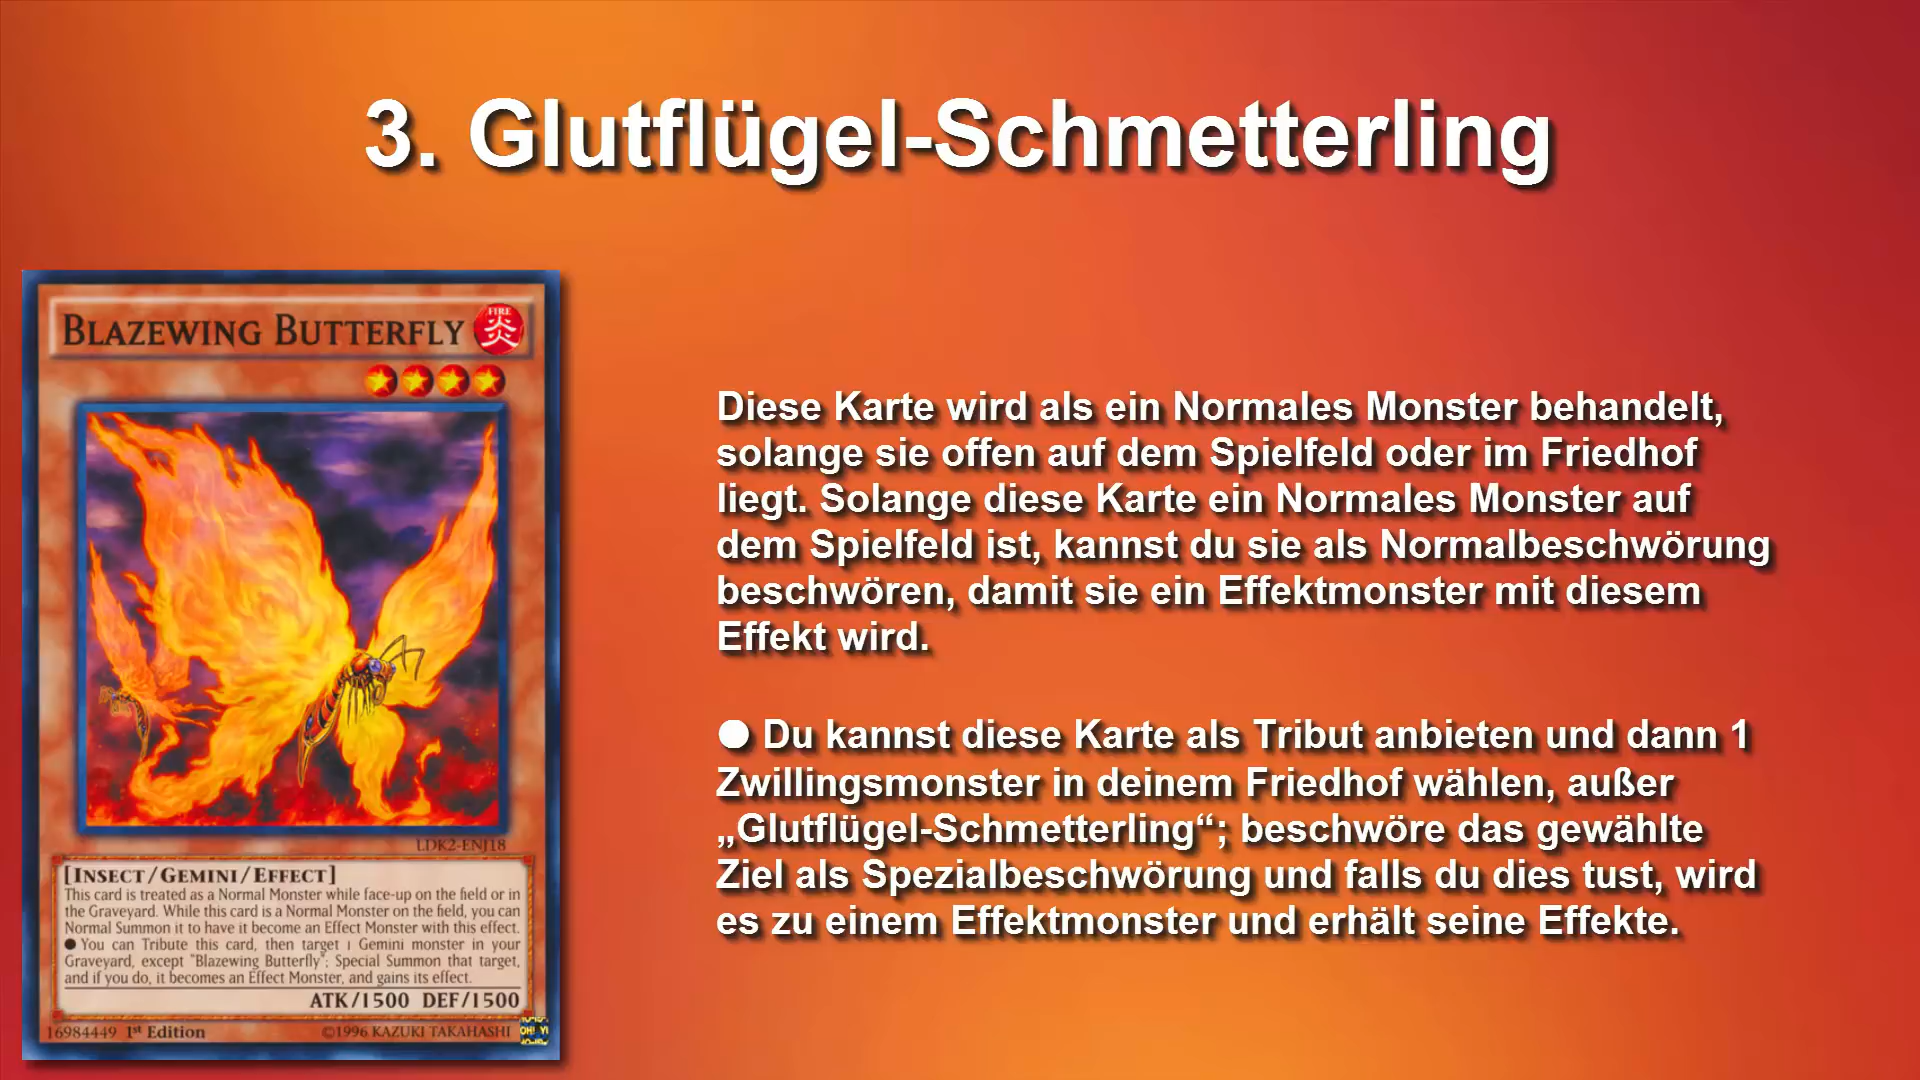 3. Glutflügel-Schmetterling
BLAZEWING BUTTERFLY
FIRE
炎
LDK2-ENJ18
[INSECT/GEMINI/EFFECT]
This card is treated as a Normal Monster while face-up on the field or in
the Graveyard. While this card is a Normal Monster on the field, you can
Normal Summon it to have it become an Effect Monster with this effect.
●You can Tribute this card, then target 1 Gemini monster in your
Graveyard, except "Blazewing Butterfly"; Special Summon that target,
and if you do, it becomes an Effect Monster, and gains its effect.
ATK/1500 DEF/1500
16984449 1st Edition ©1996 KAZUKI TAKAHASHI
Diese Karte wird als ein Normales Monster behandelt,
solange sie offen auf dem Spielfeld oder im Friedhof
liegt. Solange diese Karte ein Normales Monster auf
dem Spielfeld ist, kannst du sie als Normalbeschwörung
beschwören, damit sie ein Effektmonster mit diesem
Effekt wird.
● Du kannst diese Karte als Tribut anbieten und dann 1
Zwillingsmonster in deinem Friedhof wählen, außer
„Glutflügel-Schmetterling“; beschwöre das gewählte
Ziel als Spezialbeschwörung und falls du dies tust, wird
es zu einem Effektmonster und erhält seine Effekte.